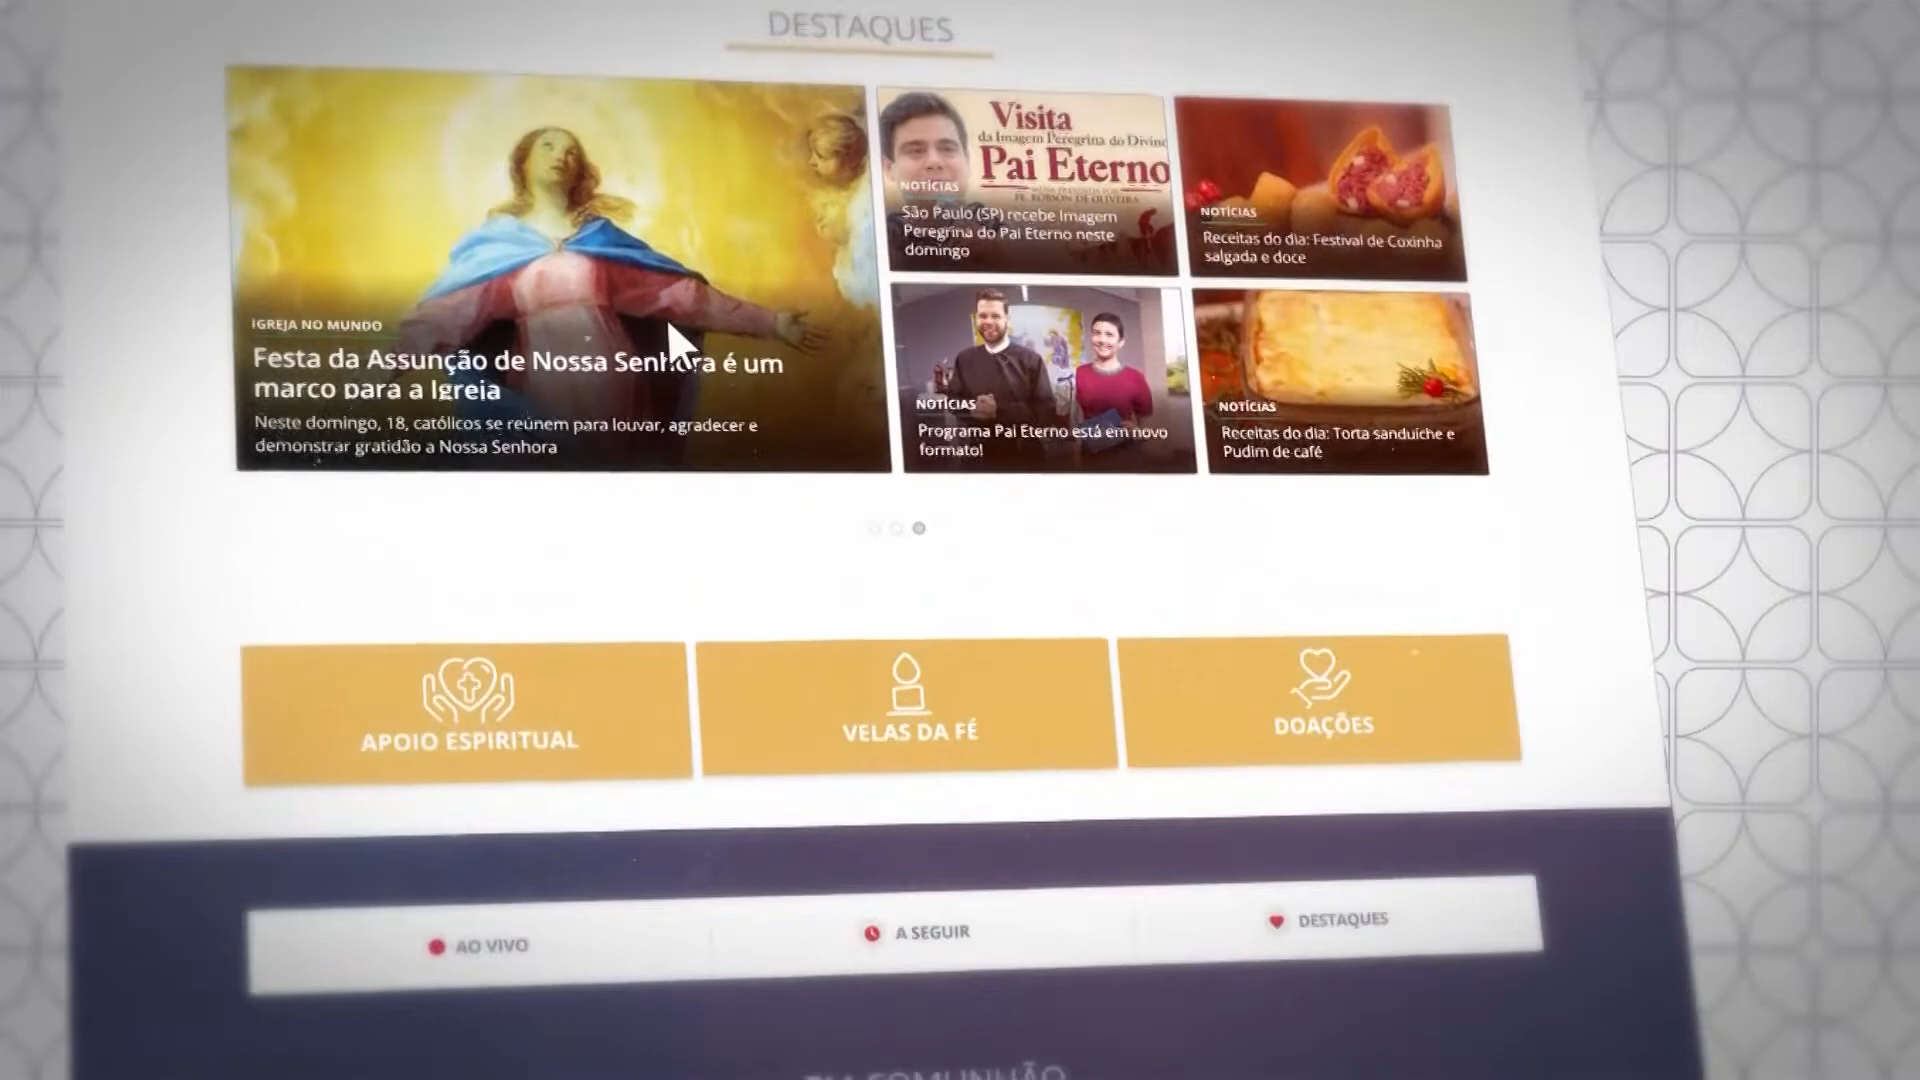 DESTAQUES
IGREJA NO MUNDO
Festa da Assunção de Nossa Senhora é um
marco para a Igreja
Neste domingo, 18, católicos se reúnem para louvar, agradecer e
demonstrar gratidão a Nossa Senhora
Visita
da Imagem Peregrina do Divino
Pai Eterno
PE. ROBSON DE OLIVEIRA
NOTÍCIAS
São Paulo (SP) recebe Imagem
Peregrina do Pai Eterno neste
domingo
NOTÍCIAS
Receitas do dia: Festival de Coxinha
salgada e doce
NOTÍCIAS
Programa Pai Eterno está em novo
formato!
NOTÍCIAS
Receitas do dia: Torta sanduíche e
Pudim de café
APOIO ESPIRITUAL
VELAS DA FÉ
DOAÇÕES
AO VIVO
A SEGUIR
DESTAQUES